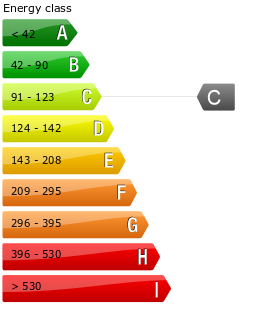 Energy class
< 42 A
42 - 90 B
91 - 123 C C
124 - 142 D
143 - 208 E
209 - 295 F
296 - 395 G
396 - 530 H
> 530 I